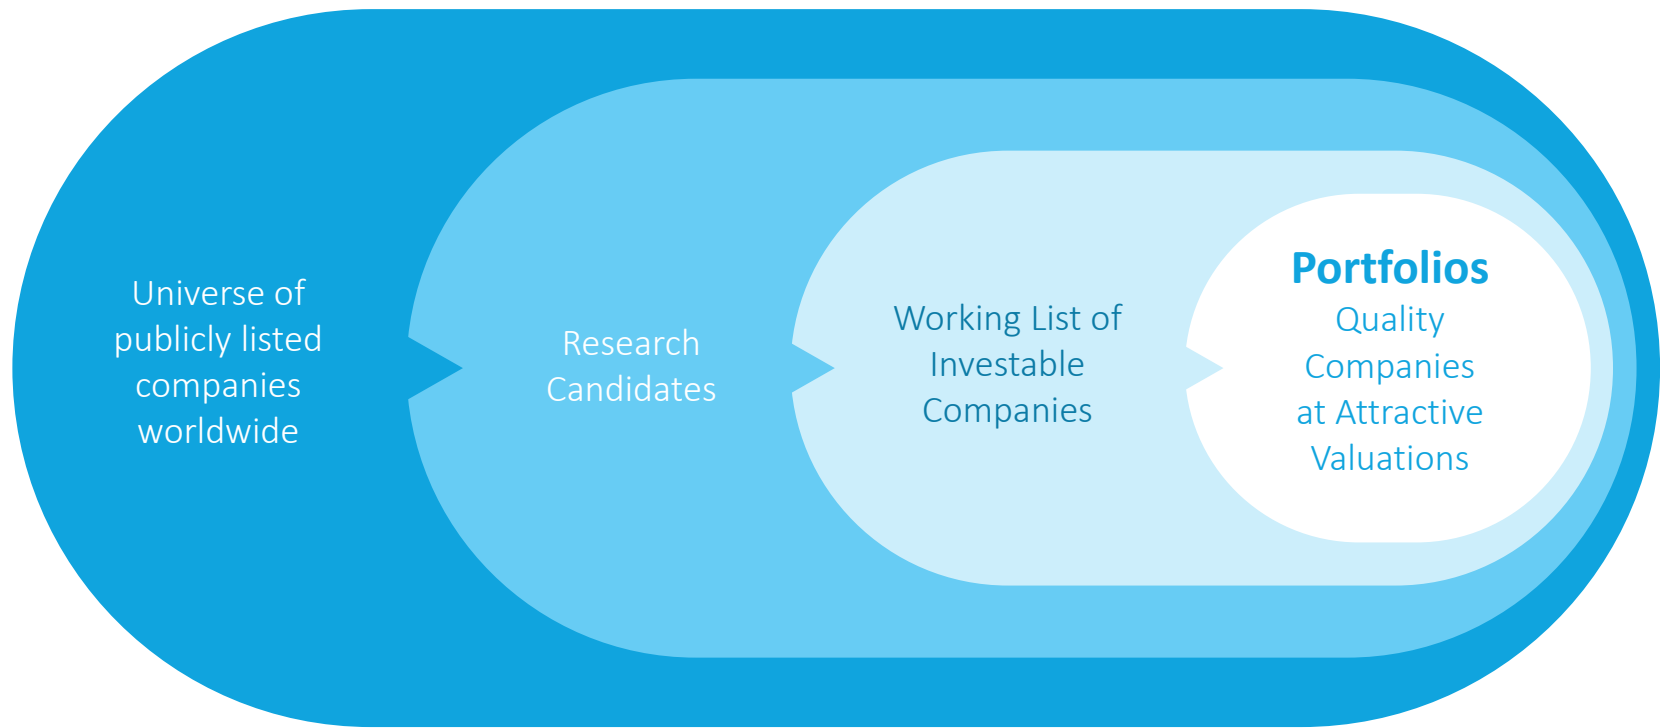 Universe of
publicly listed
companies
worldwide
Research
Candidates
Working List of
Investable
Companies
Portfolios
Quality
Companies
at Attractive
Valuations